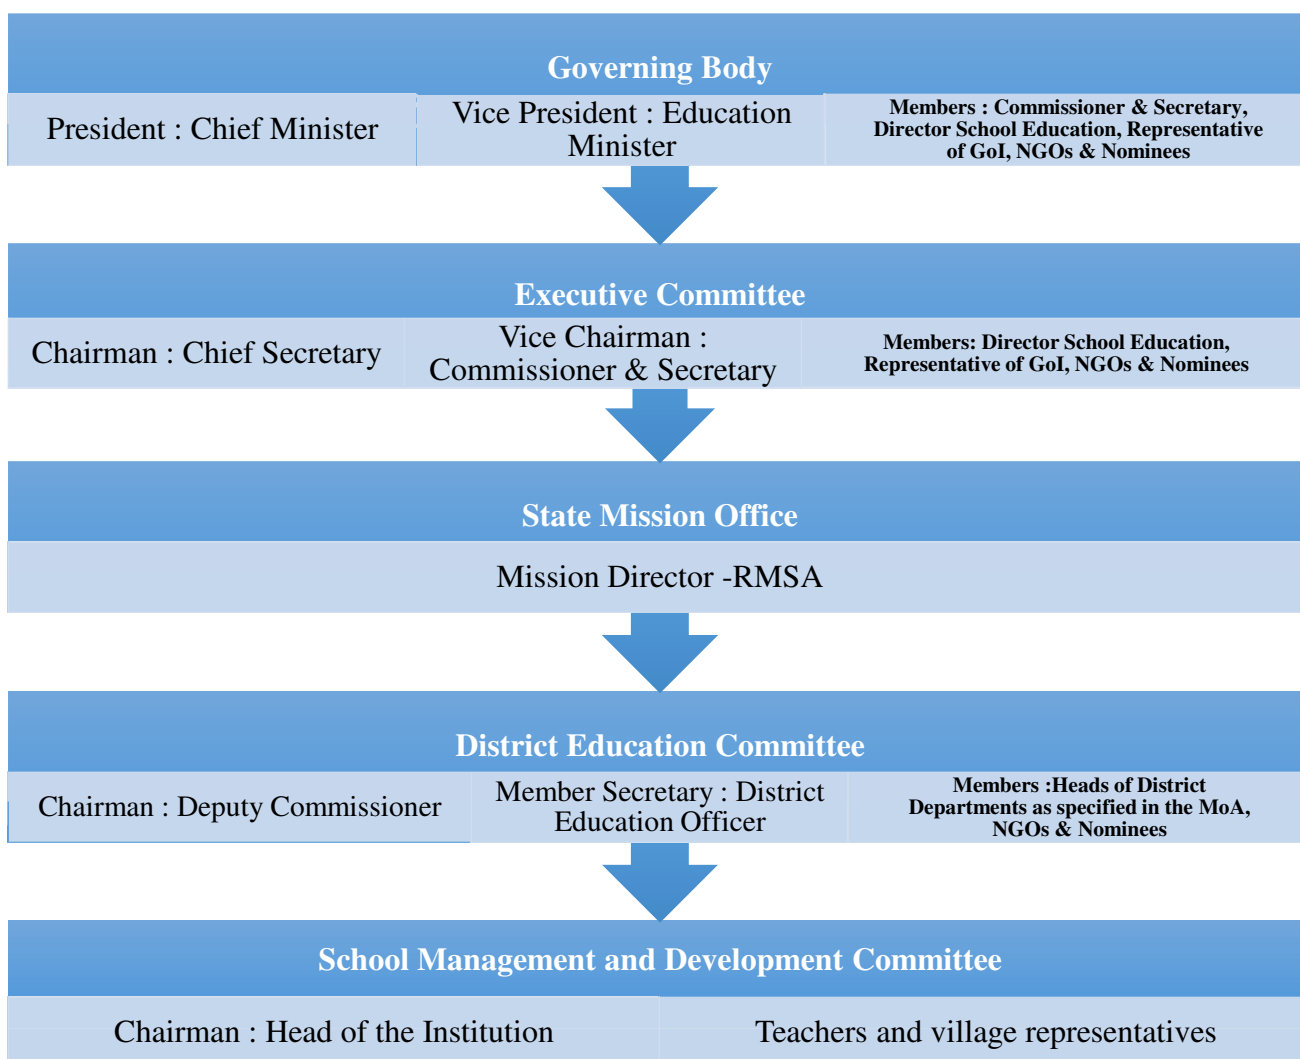 Governing Body
President : Chief Minister
Vice President : Education
Minister
Members : Commissioner & Secretary,
Director School Education, Representative
of GoI, NGOs & Nominees
Executive Committee
Chairman : Chief Secretary
Vice Chairman :
Commissioner & Secretary
Members: Director School Education,
Representative of GoI, NGOs & Nominees
State Mission Office
Mission Director -RMSA
District Education Committee
Chairman : Deputy Commissioner
Member Secretary : District
Education Officer
Members :Heads of District
Departments as specified in the MoA,
NGOs & Nominees
School Management and Development Committee
Chairman : Head of the Institution
Teachers and village representatives